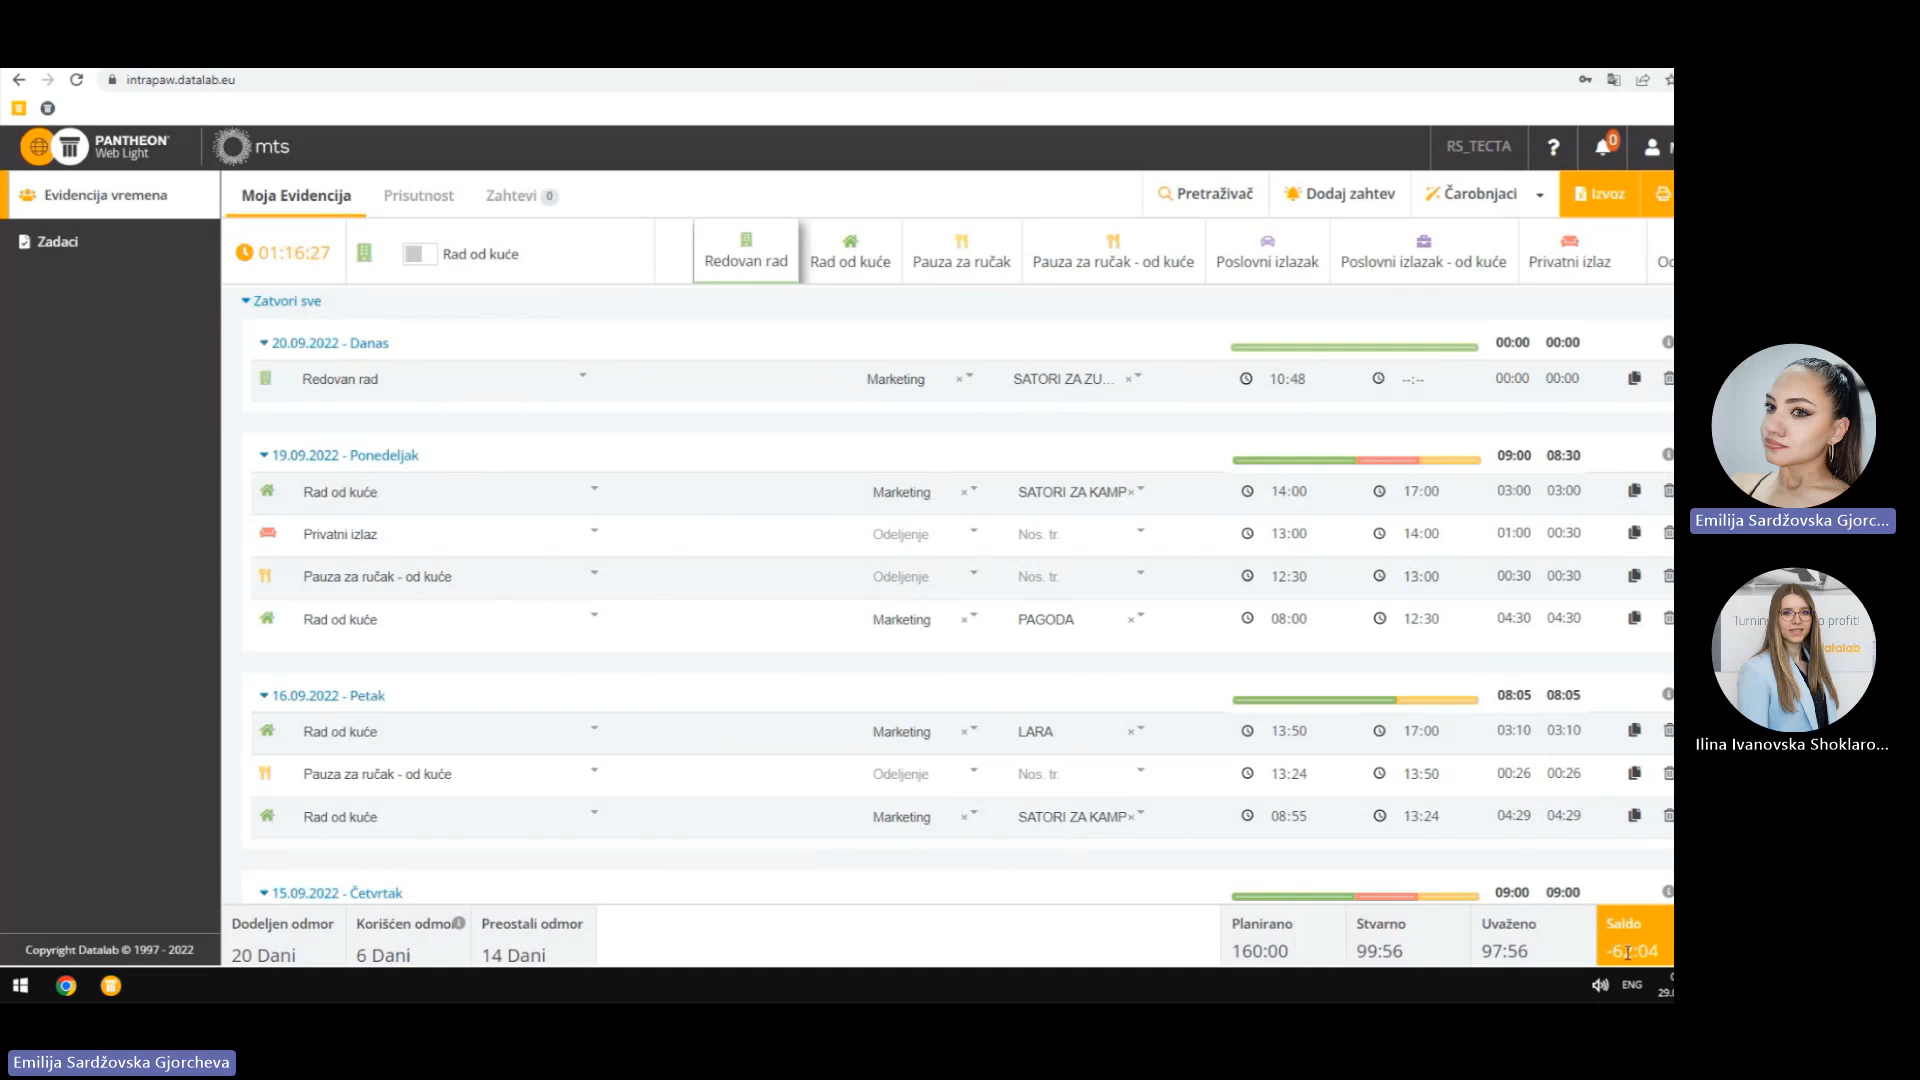 intrapaw.datalab.eu
PANTHEON
Web Light
mts
RS_TECTA
?
0
Evidencija vremena
Moja Evidencija
Prisutnost
Zahtevi 0
Pretraživač
Dodaj zahtev
Čarobnjaci
Izvoz
Zadaci
01:16:27
Rad od kuće
Redovan rad
Rad od kuće
Pauza za ručak
Pauza za ručak - od kuće
Poslovni izlazak
Poslovni izlazak - od kuće
Privatni izlaz
Zatvori sve
20.09.2022 - Danas 00:00 00:00
Redovan rad Marketing × SATORI ZA ZU... × 10:48 --:-- 00:00 00:00
19.09.2022 - Ponedeljak 09:00 08:30
Rad od kuće Marketing × SATORI ZA KAMP× 14:00 17:00 03:00 03:00
Privatni izlaz Odeljenje Nos. tr. 13:00 14:00 01:00 00:30
Pauza za ručak - od kuće Odeljenje Nos. tr. 12:30 13:00 00:30 00:30
Rad od kuće Marketing × PAGODA × 08:00 12:30 04:30 04:30
16.09.2022 - Petak 08:05 08:05
Rad od kuće Marketing × LARA × 13:50 17:00 03:10 03:10
Pauza za ručak - od kuće Odeljenje Nos. tr. 13:24 13:50 00:26 00:26
Rad od kuće Marketing × SATORI ZA KAMP× 08:55 13:24 04:29 04:29
15.09.2022 - Četvrtak 09:00 09:00
Dodeljen odmor
20 Dani
Korišćen odmo
6 Dani
Preostali odmor
14 Dani
Planirano
160:00
Stvarno
99:56
Uvaženo
97:56
Saldo
Copyright Datalab © 1997 - 2022
ENG
29.
Emilija Sardžovska Gjorc...
Turnin o profit!
datalab
Ilina Ivanovska Shoklaro...
Emilija Sardžovska Gjorcheva